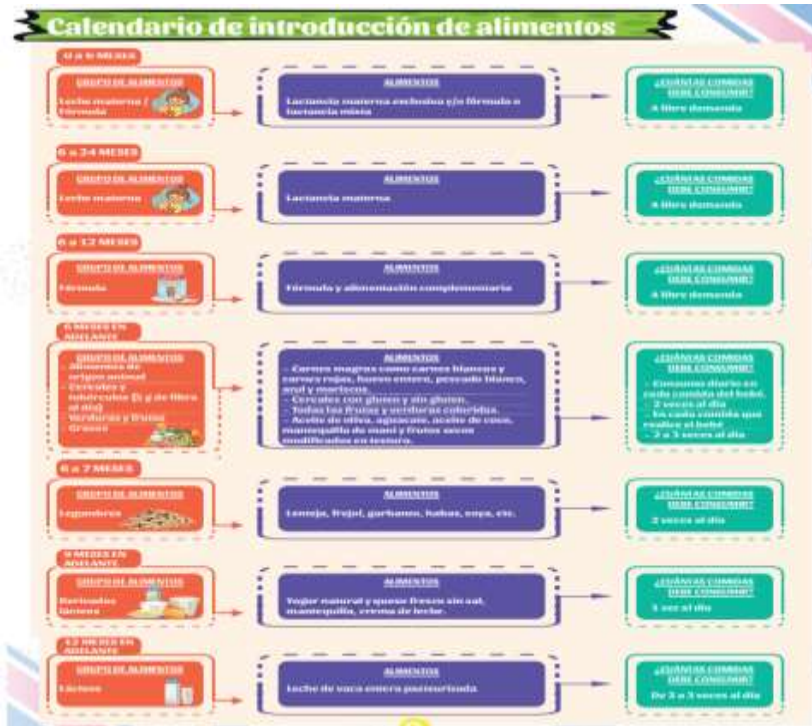 Calendario de introducción de alimentos
0 a 6 MESES
GRUPO DE ALIMENTOS
Leche materna /
Fórmula
ALIMENTOS
Lactancia materna exclusiva y/o fórmula o
lactancia mixta
¿CUÁNTAS COMIDAS
DEBE CONSUMIR?
A libre demanda
6 a 24 MESES
GRUPO DE ALIMENTOS
Leche materna
ALIMENTOS
Lactancia materna
¿CUÁNTAS COMIDAS
DEBE CONSUMIR?
A libre demanda
6 a 12 MESES
GRUPO DE ALIMENTOS
Fórmula
ALIMENTOS
Fórmula y alimentación complementaria
¿CUÁNTAS COMIDAS
DEBE CONSUMIR?
A libre demanda
6 MESES EN
ADELANTE
GRUPO DE ALIMENTOS
- Alimentos de
origen animal
- Cereales y
tubérculos (5 g de fibra
al día)
- Verduras y frutas
Grasas
ALIMENTOS
- Carnes magras como carnes blancas y
carnes rojas, huevo entero, pescado blanco,
azul y mariscos.
- Cereales con gluten y sin gluten.
- Todas las frutas y verduras coloridas.
- Aceite de oliva, aguacate, aceite de coco,
mantequilla de maní y frutos secos
modificados en textura.
¿CUÁNTAS COMIDAS
DEBE CONSUMIR?
- Consumo diario en
cada comida del bebé.
- 2 veces al día
- En cada comida que
realice el bebé
- 2 a 3 veces al día
6 a 7 MESES
GRUPO DE ALIMENTOS
Legumbres
ALIMENTOS
Lenteja, frejol, garbanzo, habas, soya, etc.
¿CUÁNTAS COMIDAS
DEBE CONSUMIR?
2 veces al día
9 MESES EN
ADELANTE
GRUPO DE ALIMENTOS
Derivados
lácteos
ALIMENTOS
Yogur natural y queso fresco sin sal,
mantequilla, crema de leche.
¿CUÁNTAS COMIDAS
DEBE CONSUMIR?
1 vez al día
12 MESES EN
ADELANTE
GRUPO DE ALIMENTOS
Lácteos
ALIMENTOS
Leche de vaca entera pasteurizada
¿CUÁNTAS COMIDAS
DEBE CONSUMIR?
De 2 a 3 veces al día